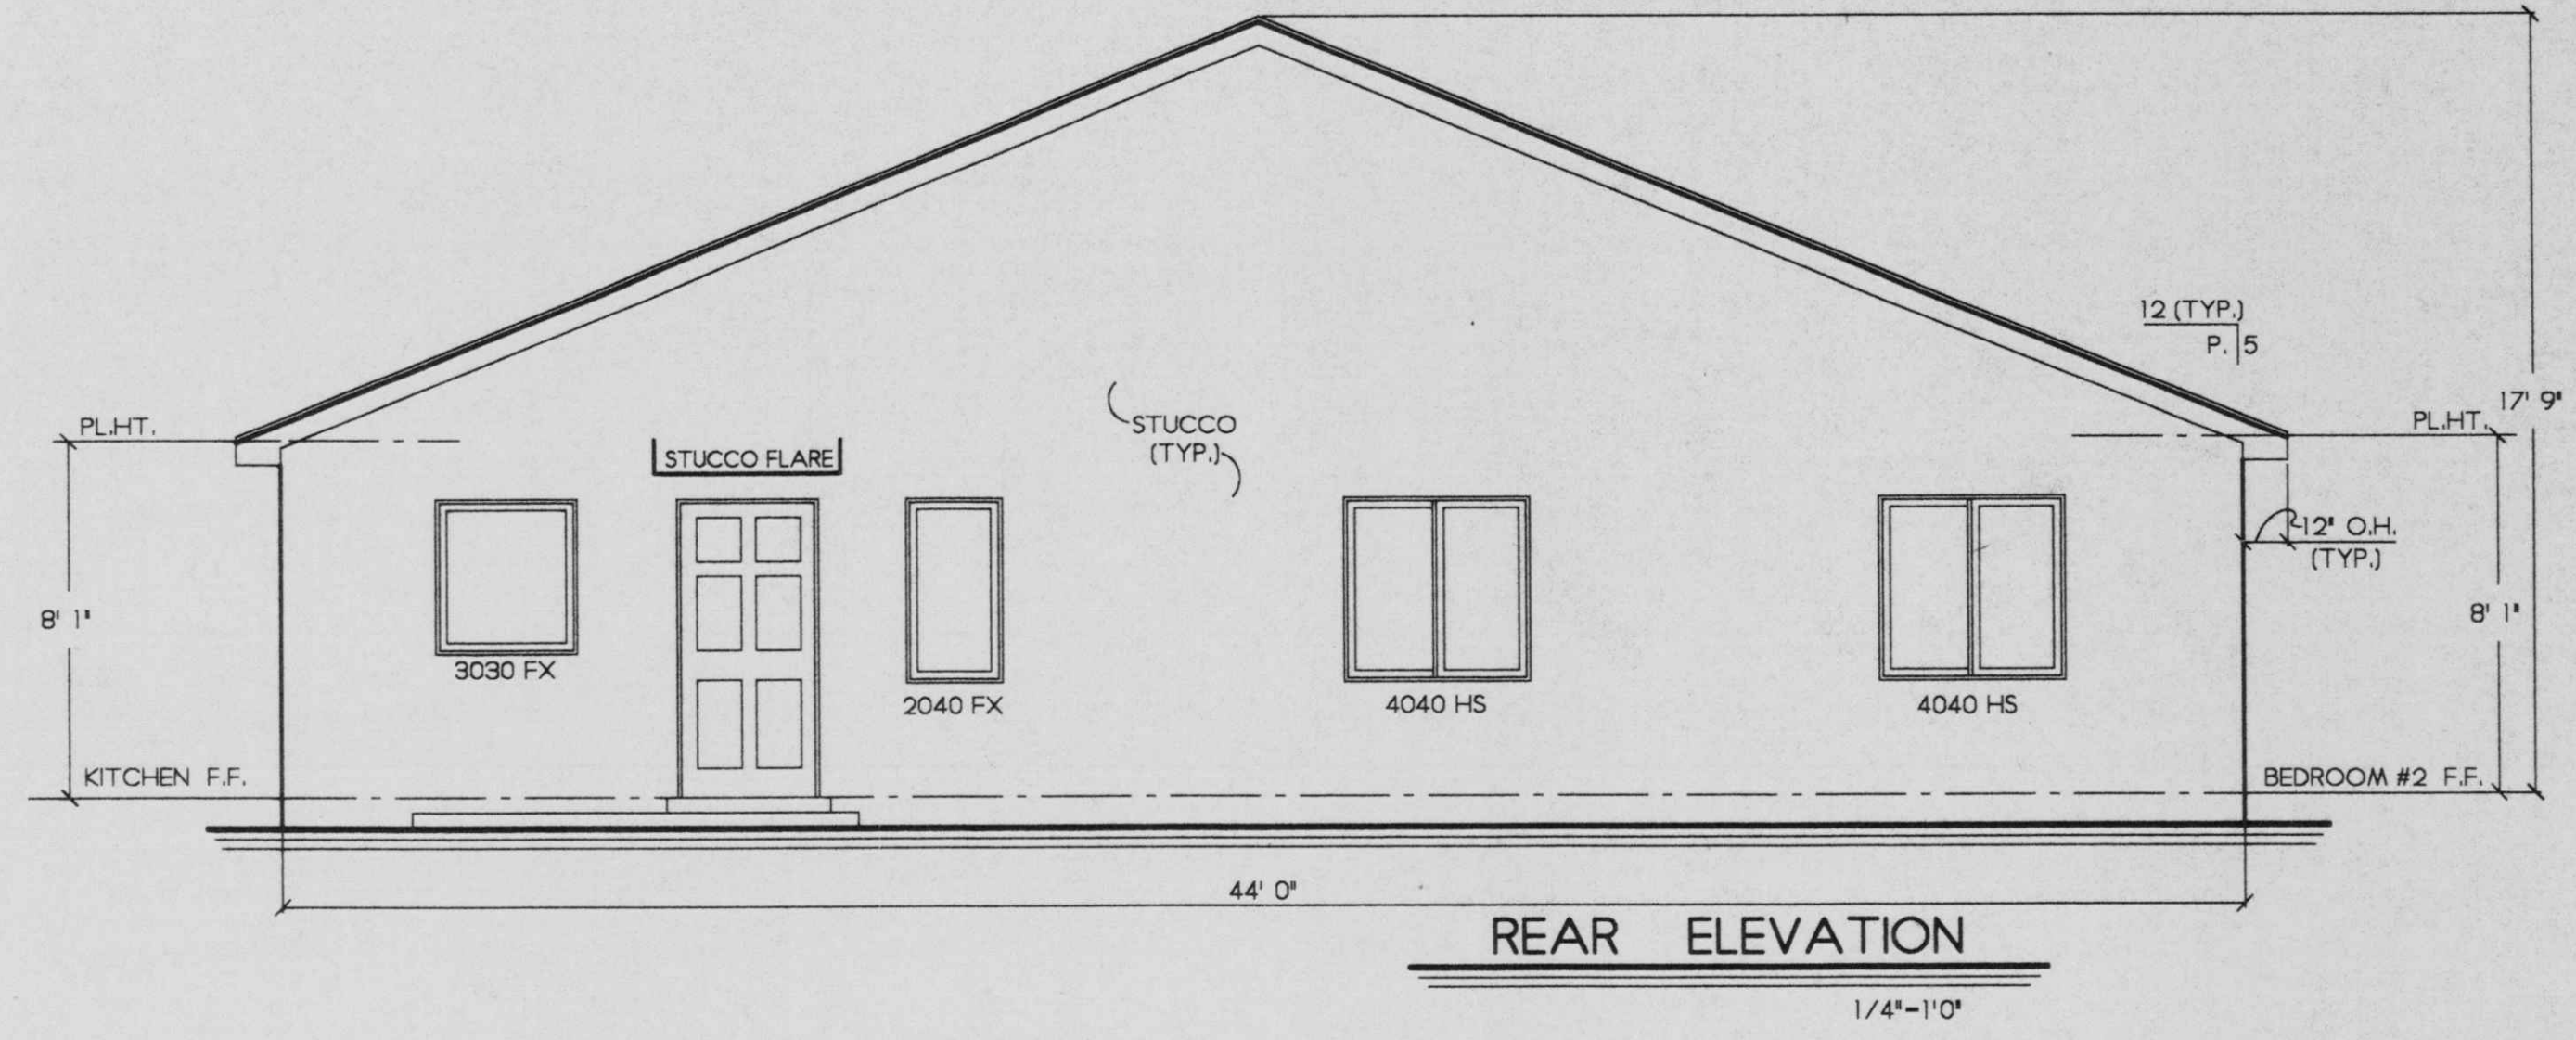 12 (TYP.)
P. 5
17' 9"
PL.HT.
PL.HT.
STUCCO FLARE
STUCCO
(TYP.)
12" O.H.
(TYP.)
8' 1"
8' 1"
3030 FX
2040 FX
4040 HS
4040 HS
KITCHEN F.F.
BEDROOM #2 F.F.
44' 0"
REAR ELEVATION
1/4"-1'0"